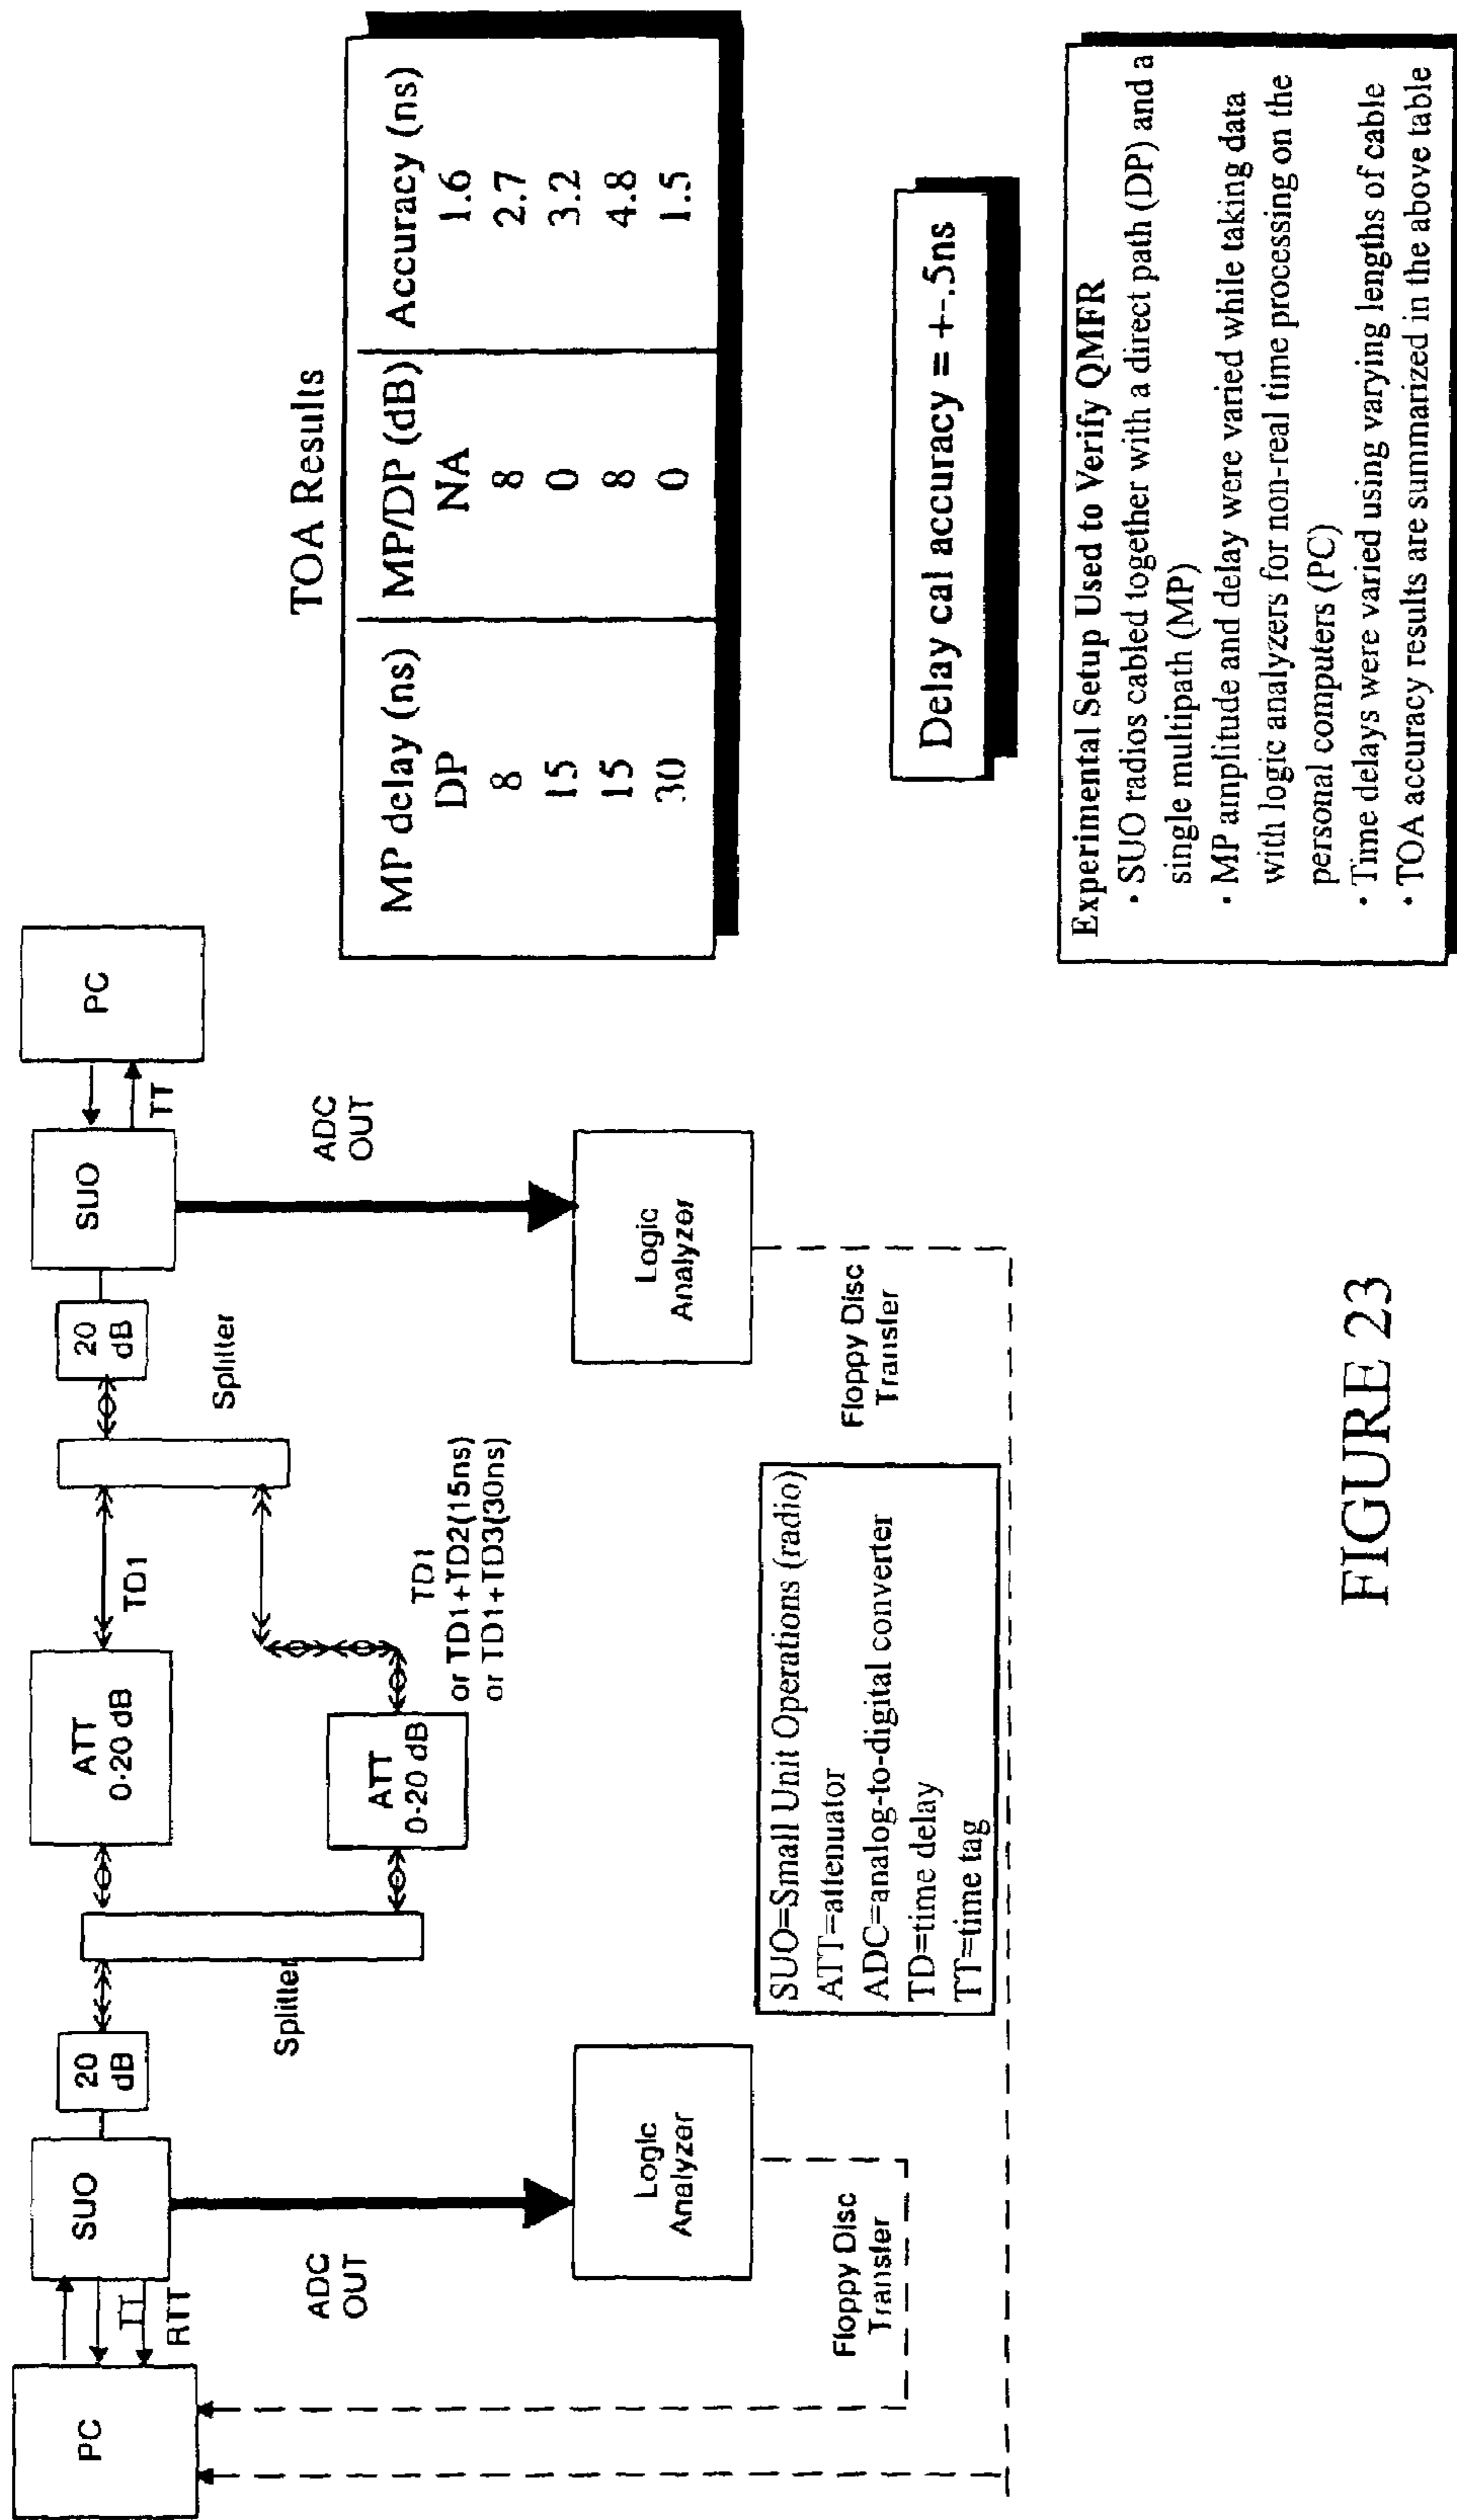 PC
TT
RTT
SUO
20
dB
Splitter
ATT
0-20 dB
TD1
ATT
0-20 dB
TD1
or TD1+TD2(15ns)
or TD1+TD3(30ns)
Splitter
20
dB
SUO
TT
PC
ADC
OUT
Logic
Analyzer
Floppy Disc
Transfer
ADC
OUT
Logic
Analyzer
Floppy Disc
Transfer
SUO=Small Unit Operations (radio)
ATT=attenuator
ADC=analog-to-digital converter
TD=time delay
TT=time tag
TOA Results
MP delay (ns) MP/DP (dB) Accuracy (ns)
DP NA 1.6
8 8 2.7
15 0 3.2
15 8 4.8
30 0 1.5
Delay cal accuracy = +-.5ns
Experimental Setup Used to Verify QMFR
• SUO radios cabled together with a direct path (DP) and a
single multipath (MP)
• MP amplitude and delay were varied while taking data
with logic analyzers for non-real time processing on the
personal computers (PC)
• Time delays were varied using varying lengths of cable
• TOA accuracy results are summarized in the above table
FIGURE 23